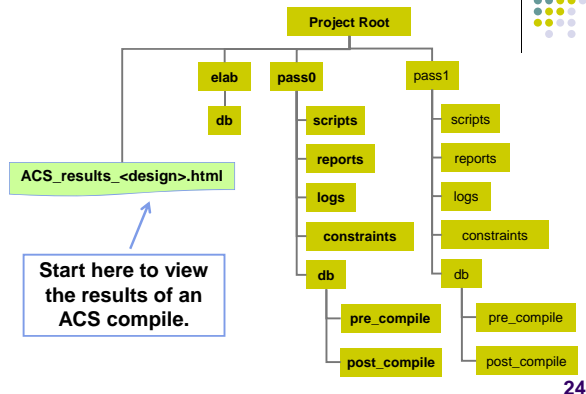 Project Root
elab
pass0
pass1
db
scripts
scripts
reports
reports
ACS_results_<design>.html
logs
logs
constraints
constraints
Start here to view
the results of an
ACS compile.
db
db
pre_compile
pre_compile
post_compile
post_compile
24